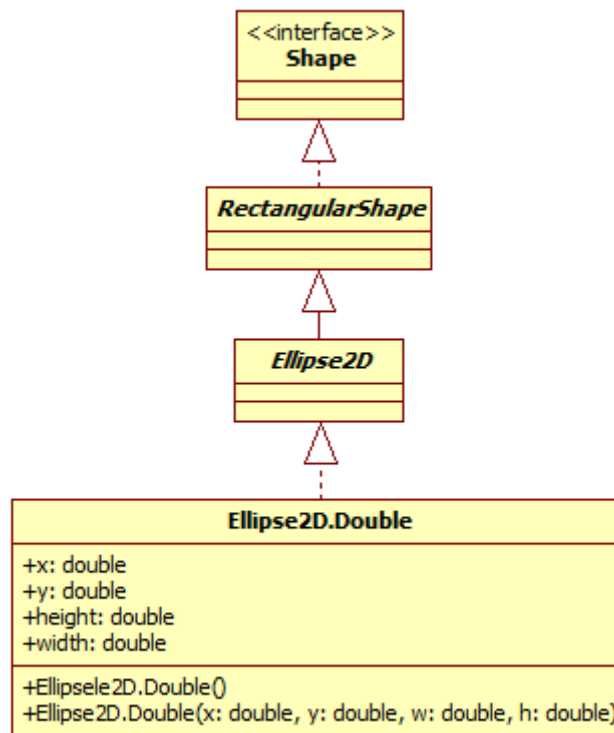 <<interface>>
Shape
RectangularShape
Ellipse2D
Ellipse2D.Double
+x: double
+y: double
+height: double
+width: double
+Ellipsele2D.Double()
+Ellipse2D.Double(x: double, y: double, w: double, h: double)